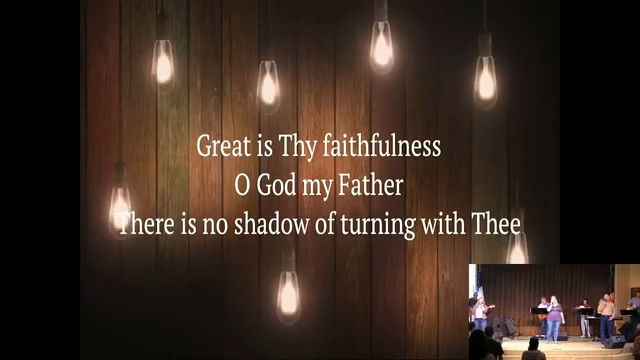 Great is Thy faithfulness
O God my Father
There is no shadow of turning with Thee